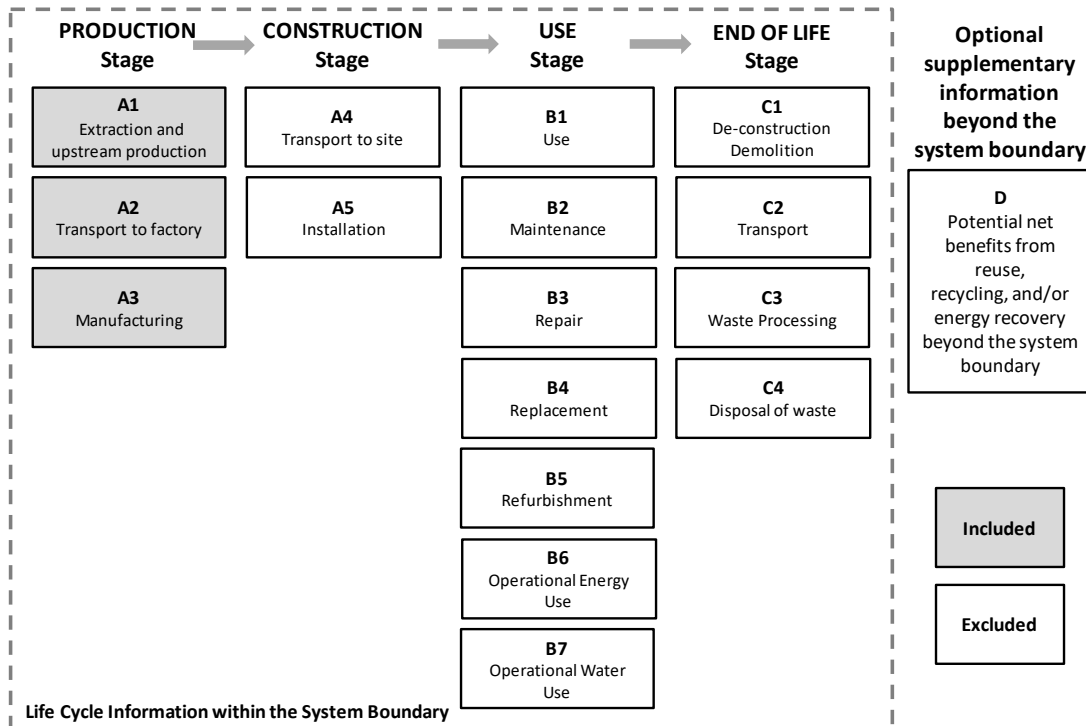 PRODUCTION
Stage
CONSTRUCTION
Stage
USE
Stage
END OF LIFE
Stage
A1
Extraction and
upstream production
A2
Transport to factory
A3
Manufacturing
A4
Transport to site
A5
Installation
B1
Use
B2
Maintenance
B3
Repair
B4
Replacement
B5
Refurbishment
B6
Operational Energy
Use
B7
Operational Water
Use
C1
De-construction
Demolition
C2
Transport
C3
Waste Processing
C4
Disposal of waste
Life Cycle Information within the System Boundary
Optional
supplementary
information
beyond the
system boundary
D
Potential net
benefits from
reuse,
recycling, and/or
energy recovery
beyond the system
boundary
Included
Excluded